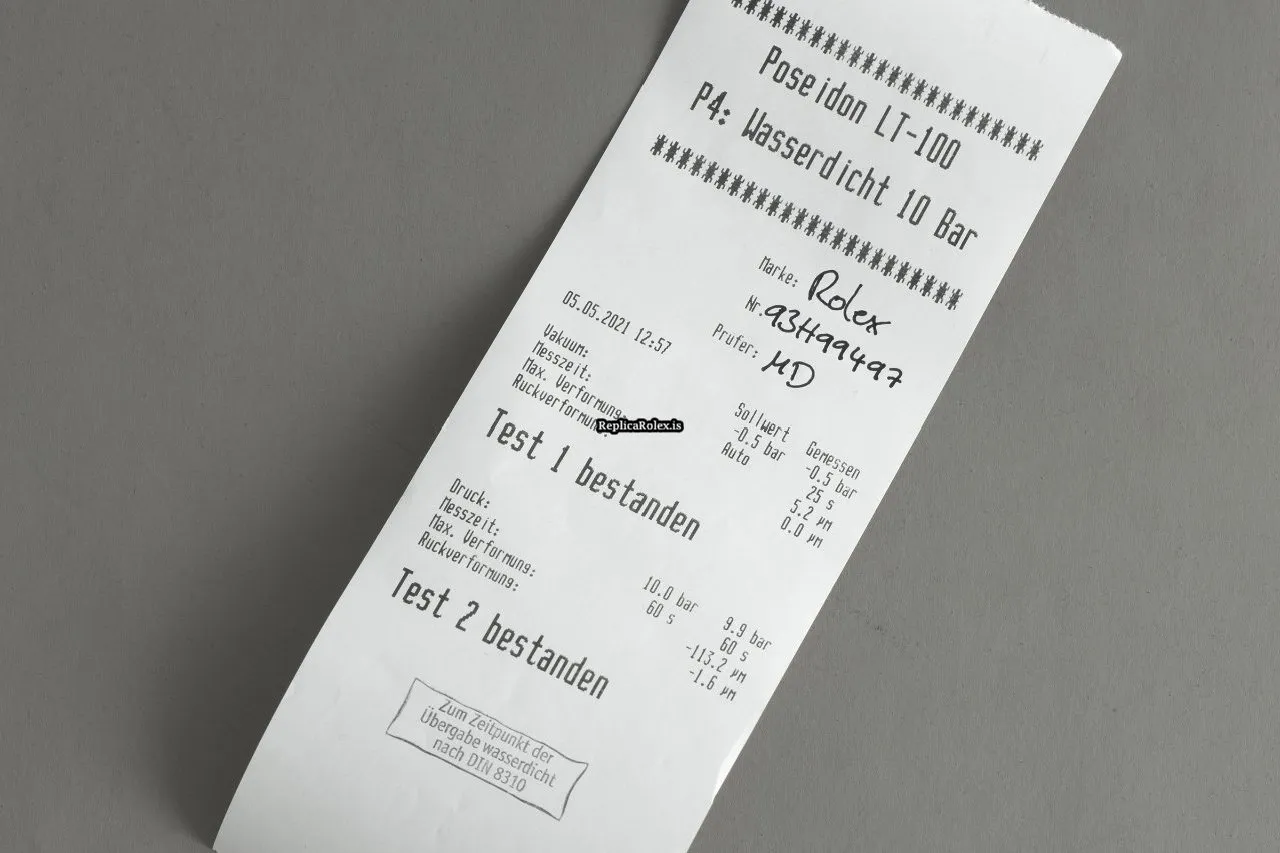 ********************************
Poseidon LT-100
P4: Wasserdicht 10 Bar
********************************
Marke: Rolex
Nr. 93H99497
05.05.2021 12:57 Prufer: MD
Sollwert Gemessen
Vakuum: -0.5 bar -0.5 bar
Messzeit: Auto 25 s
Max. Verformung: 5.2 µm
Ruckverformung: 0.0 µm
Test 1 bestanden
Druck: 10.0 bar 9.9 bar
Messzeit: 60 s 60 s
Max. Verformung: -113.2 µm
Ruckverformung: -1.6 µm
Test 2 bestanden
Zum Zeitpunkt der
Übergabe wasserdicht
nach DIN 8310
ReplicaRolex.is